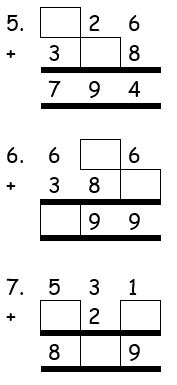 5. □ 2 6
+ 3 □ 8
7 9 4
6. 6 □ 6
+ 3 8 □
□ 9 9
7. 5 3 1
+ □ 2 □
8 □ 9